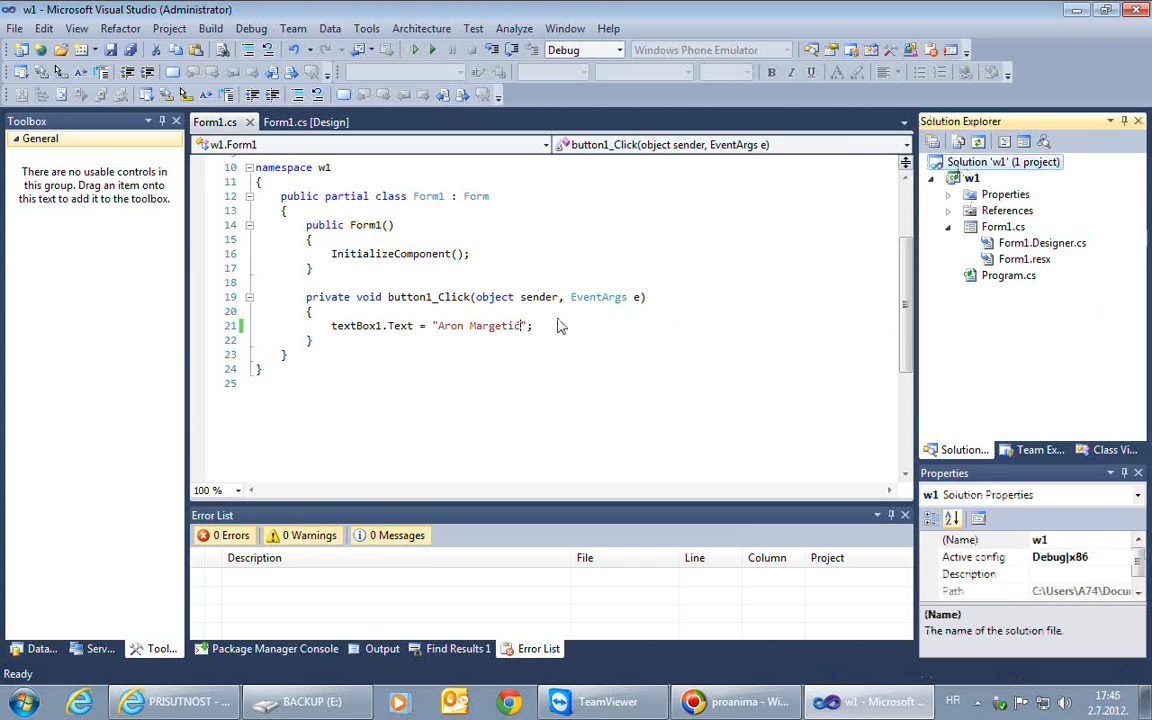 w1 - Microsoft Visual Studio (Administrator)
File Edit View Refactor Project Build Debug Team Data Tools Architecture Test Analyze Window Help
Debug Windows Phone Emulator
Toolbox
General
There are no usable controls in
this group. Drag an item onto
this text to add it to the toolbox.
Form1.cs Form1.cs [Design]
w1.Form1 button1_Click(object sender, EventArgs e)
10 namespace w1
11 {
12 public partial class Form1 : Form
13 {
14 public Form1()
15 {
16 InitializeComponent();
17 }
18
19 private void button1_Click(object sender, EventArgs e)
20 {
21 textBox1.Text = "Aron Margetić";
22 }
23 }
24 }
25
100 %
Solution Explorer
Solution 'w1' (1 project)
w1
Properties
References
Form1.cs
Form1.Designer.cs
Form1.resx
Program.cs
Solution... Team Ex... Class Vi...
Properties
w1 Solution Properties
(Name) w1
Active config Debug|x86
Description
Path C:\Users\A74\Docu
(Name)
The name of the solution file.
Error List
0 Errors 0 Warnings 0 Messages
Description File Line Column Project
Data... Serv... Tool... Package Manager Console Output Find Results 1 Error List
Ready
PRISUTNOST - ... BACKUP (E:) TeamViewer proanima - Wi... w1 - Microsoft ... HR 17:45
2.7.2012.